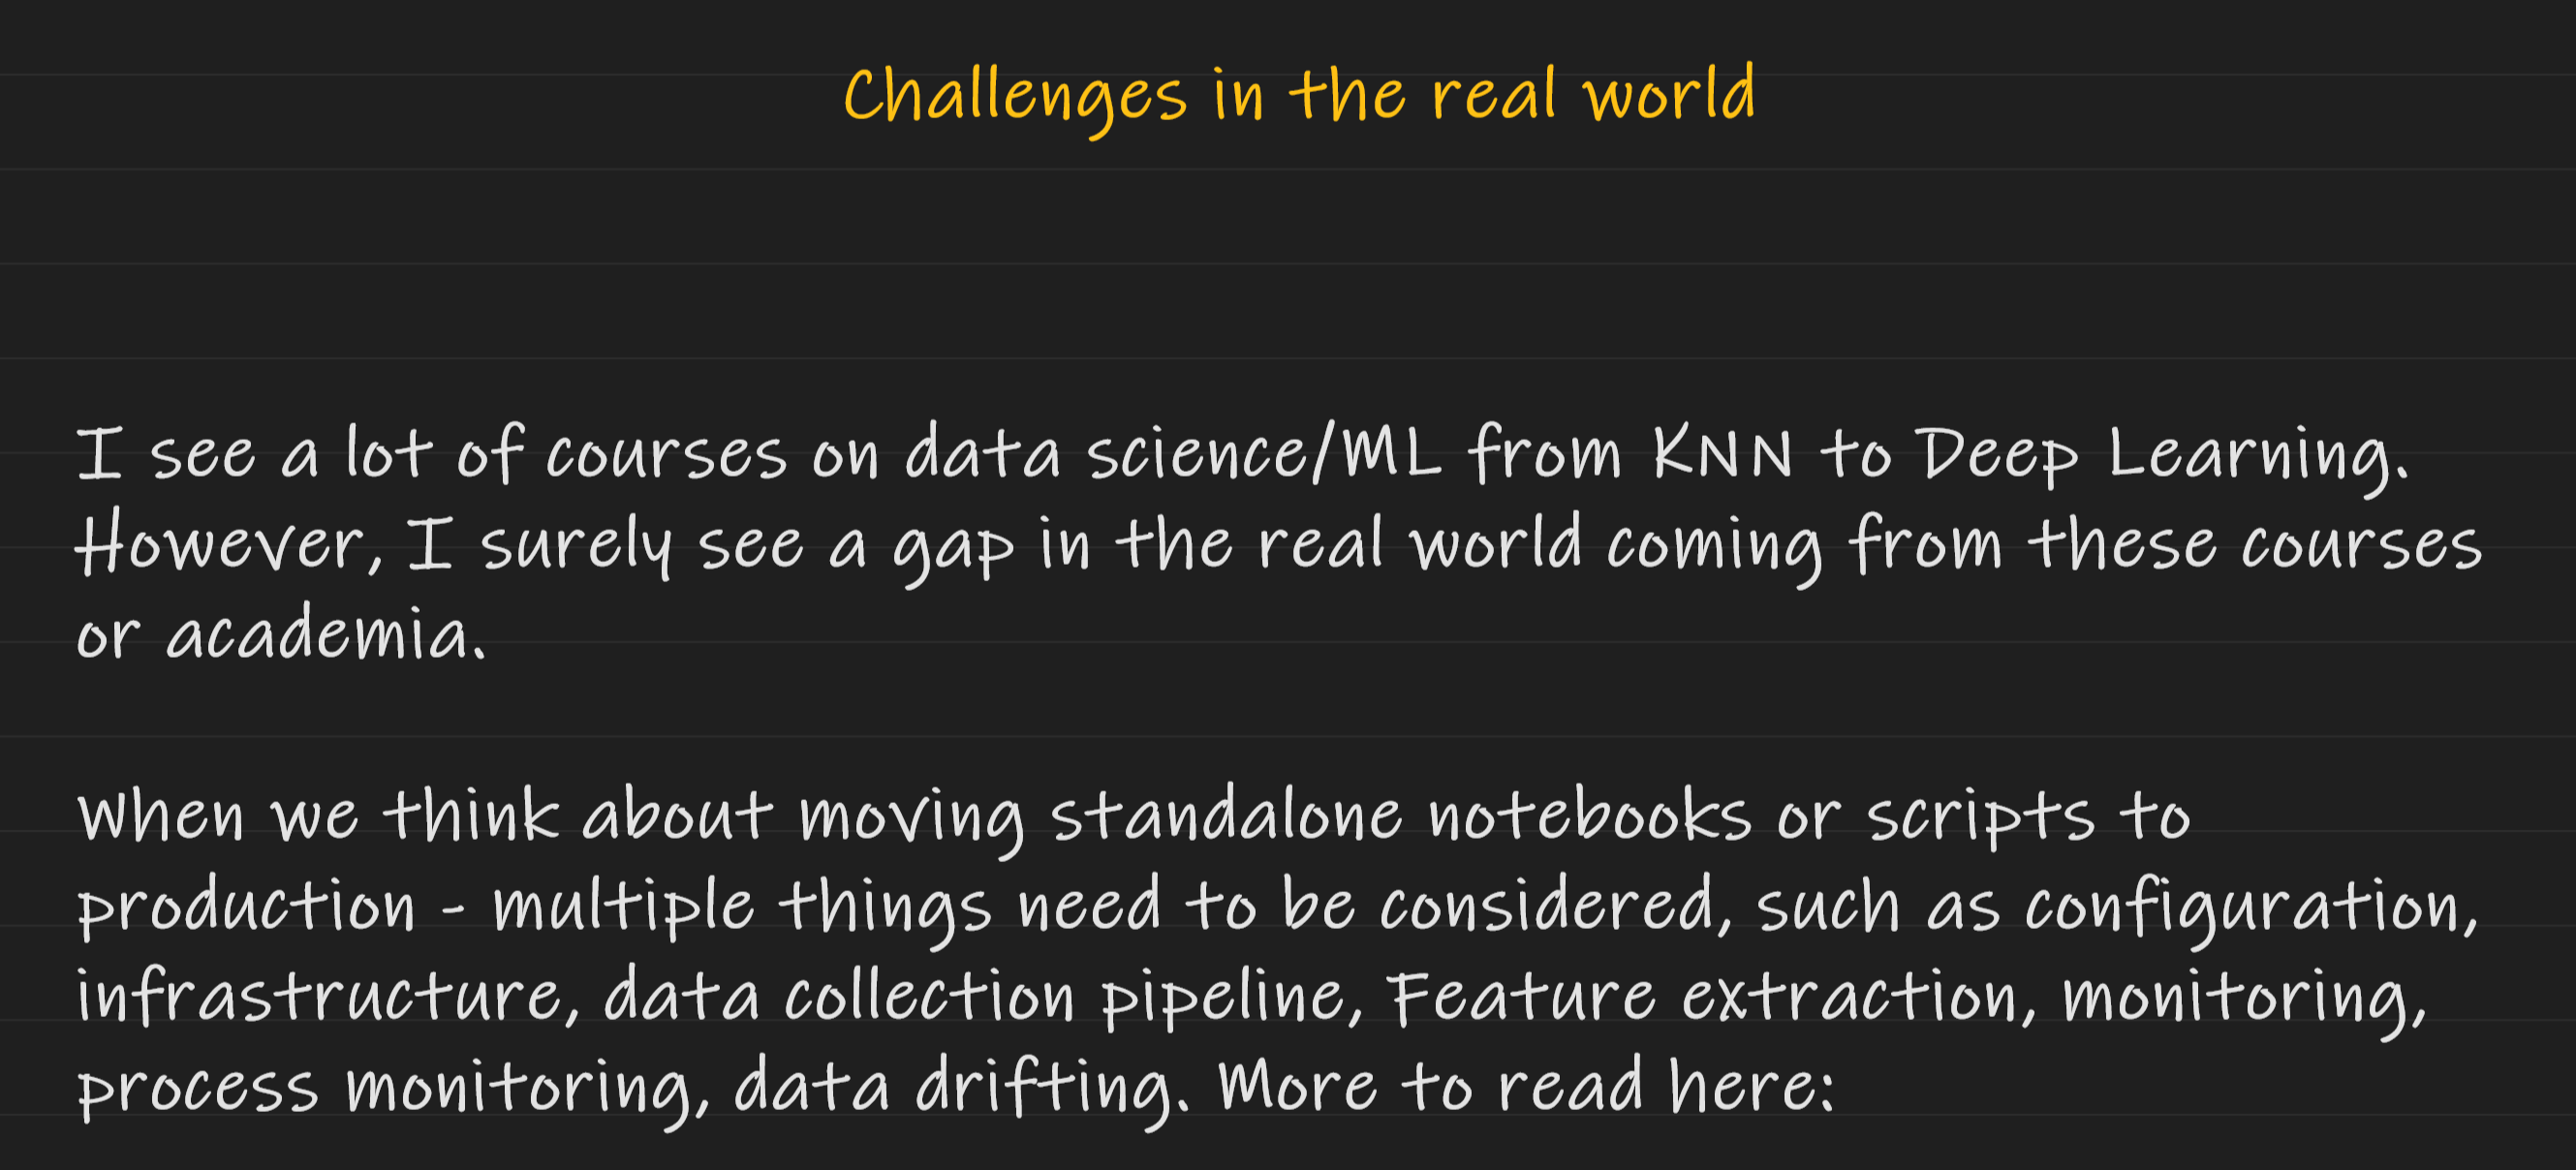 Challenges in the real world
I see a lot of courses on data science/ML from KNN to Deep Learning.
However, I surely see a gap in the real world coming from these courses
or academia.
When we think about moving standalone notebooks or scripts to
production - multiple things need to be considered, such as configuration,
infrastructure, data collection pipeline, Feature extraction, monitoring,
process monitoring, data drifting. More to read here: